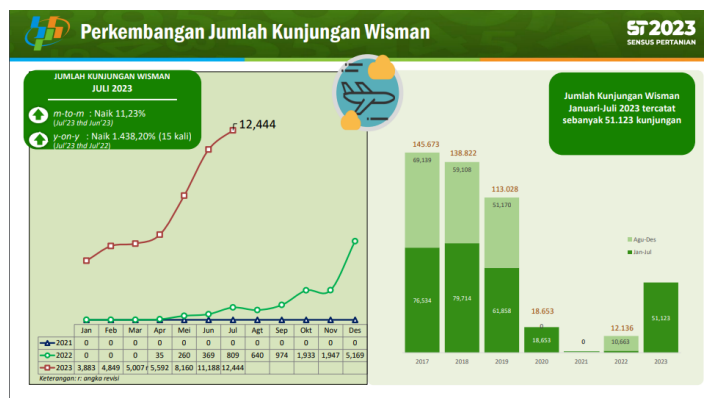 Perkembangan Jumlah Kunjungan Wisman
ST2023
SENSUS PERTANIAN
JUMLAH KUNJUNGAN WISMAN
JULI 2023
m-to-m : Naik 11,23%
(Jul'23 thd Jun'23)
y-on-y : Naik 1.438,20% (15 kali)
(Jul'23 thd Jul'22)
12,444
Jan Feb Mar Apr Mei Jun Jul Agt Sep Okt Nov Des
2021 0 0 0 0 0 0 0 0 0 0 0 0
2022 0 0 0 35 260 369 809 640 974 1,933 1,947 5,169
2023 3,883 4,849 5,007 r 5,592 8,160 11,188 12,444
Keterangan: r: angka revisi
Jumlah Kunjungan Wisman
Januari-Juli 2023 tercatat
sebanyak 51.123 kunjungan
145.673
138.822
113.028
18.653
12.136
69,139
59,108
51,170
0
10,663
76,534
79,714
61,858
18,653
0
51,123
Agu-Des
Jan-Jul
2017 2018 2019 2020 2021 2022 2023